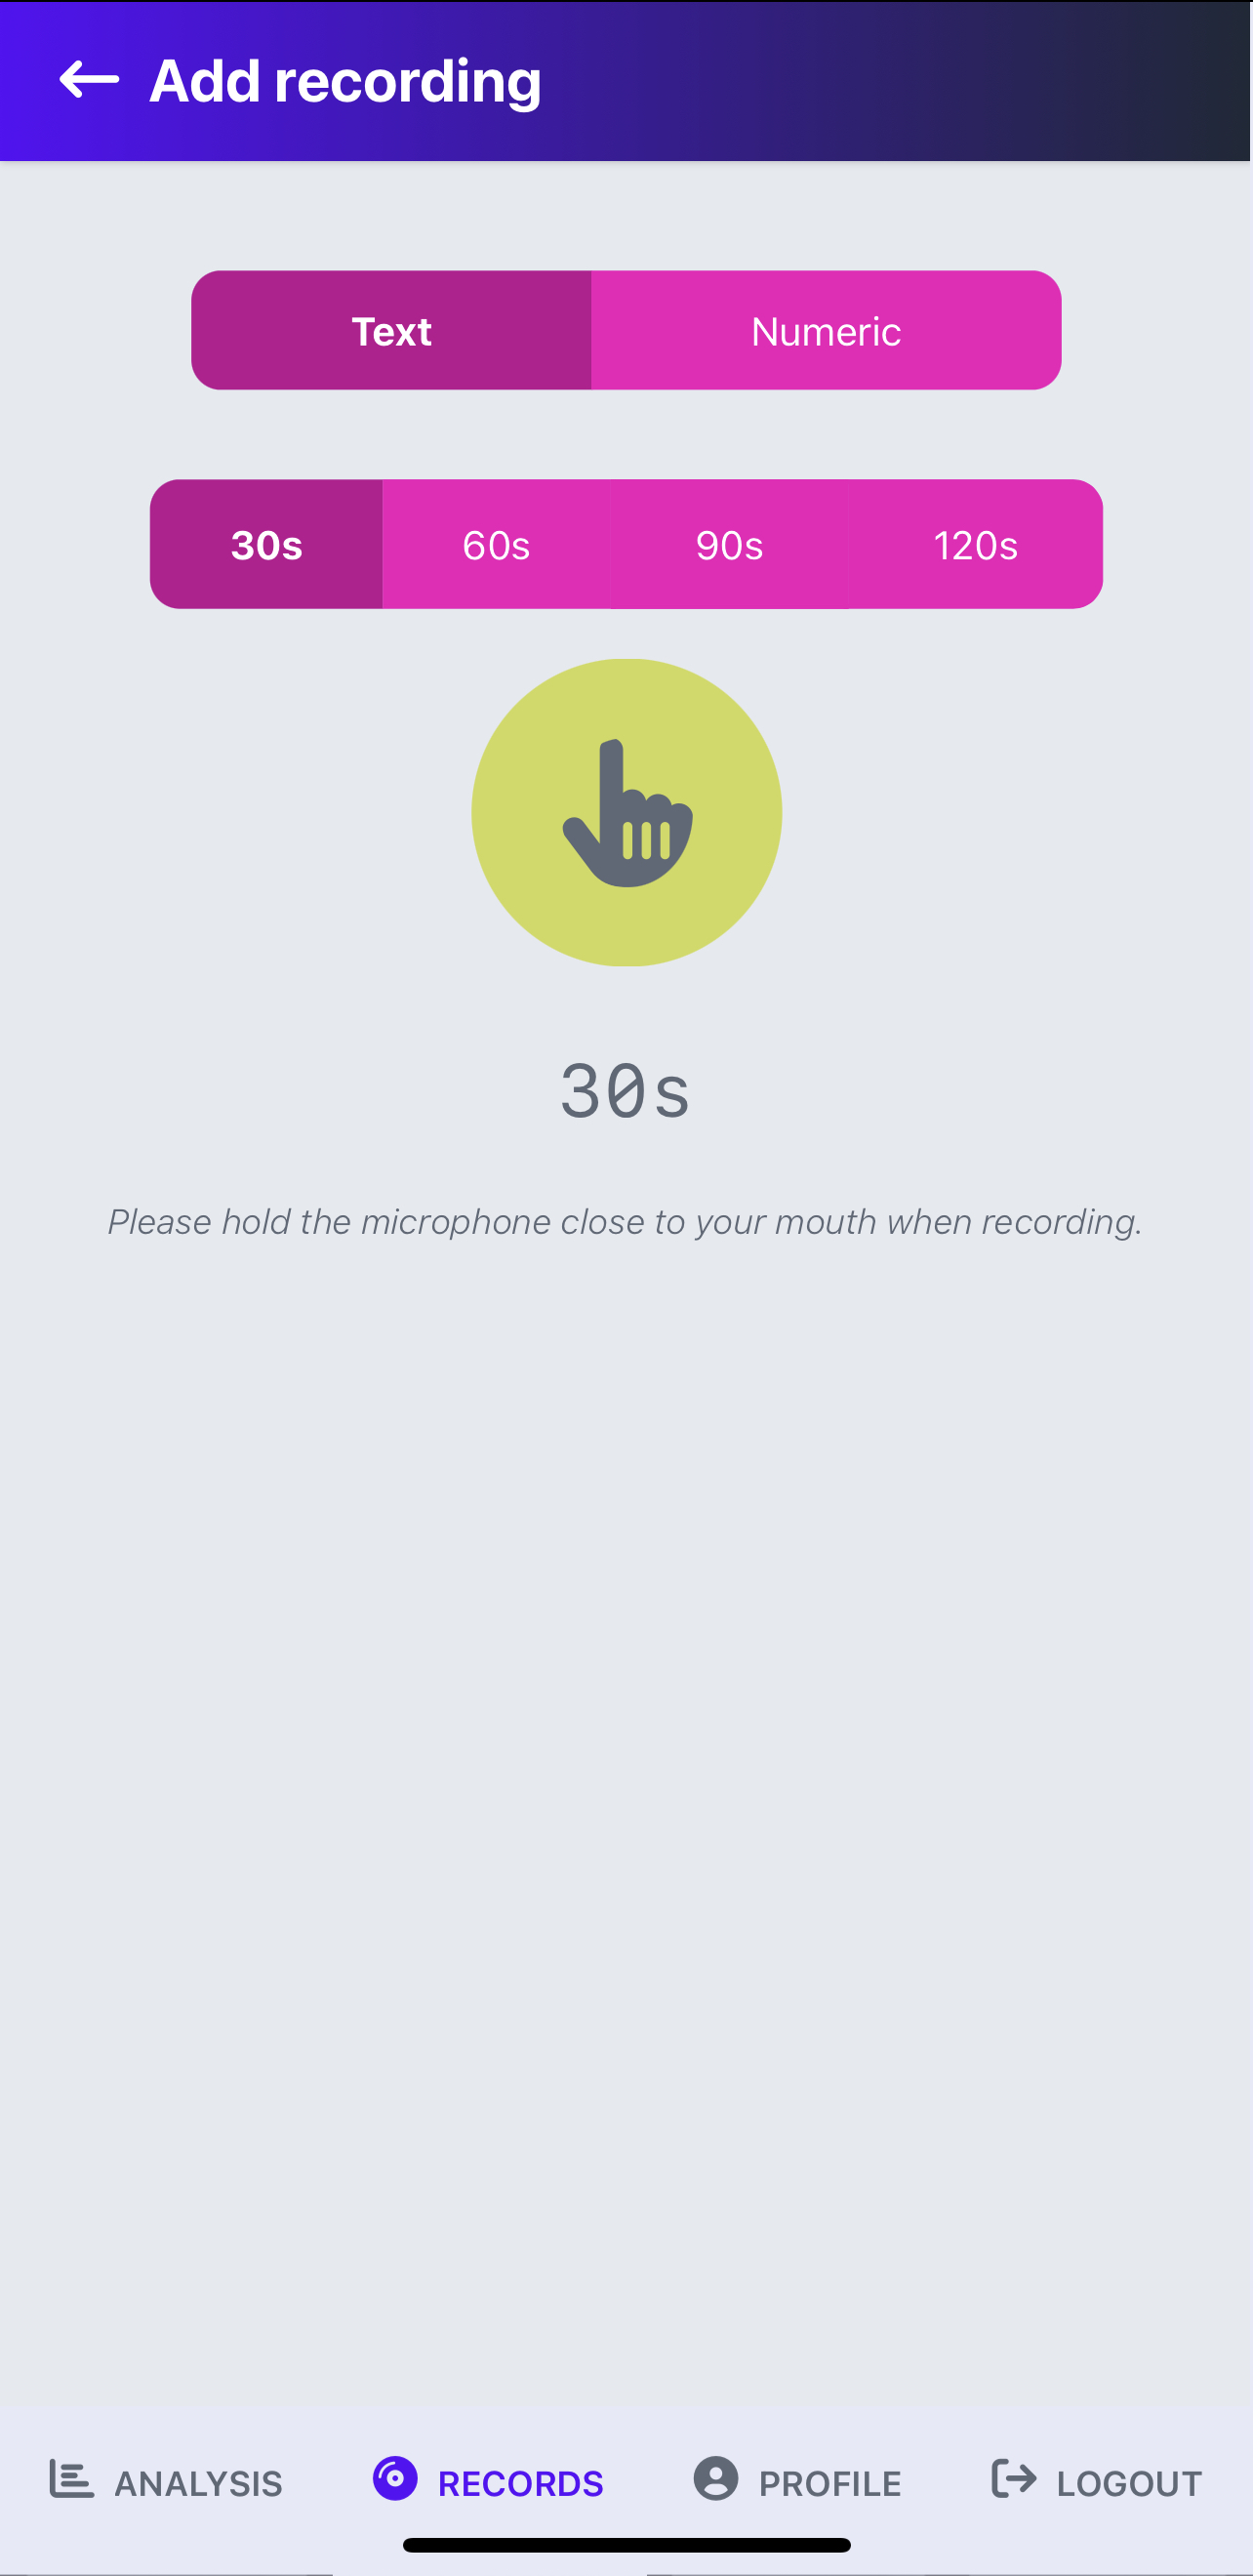 Add recording
Text Numeric
30s 60s 90s 120s
30s
Please hold the microphone close to your mouth when recording.
ANALYSIS RECORDS PROFILE LOGOUT